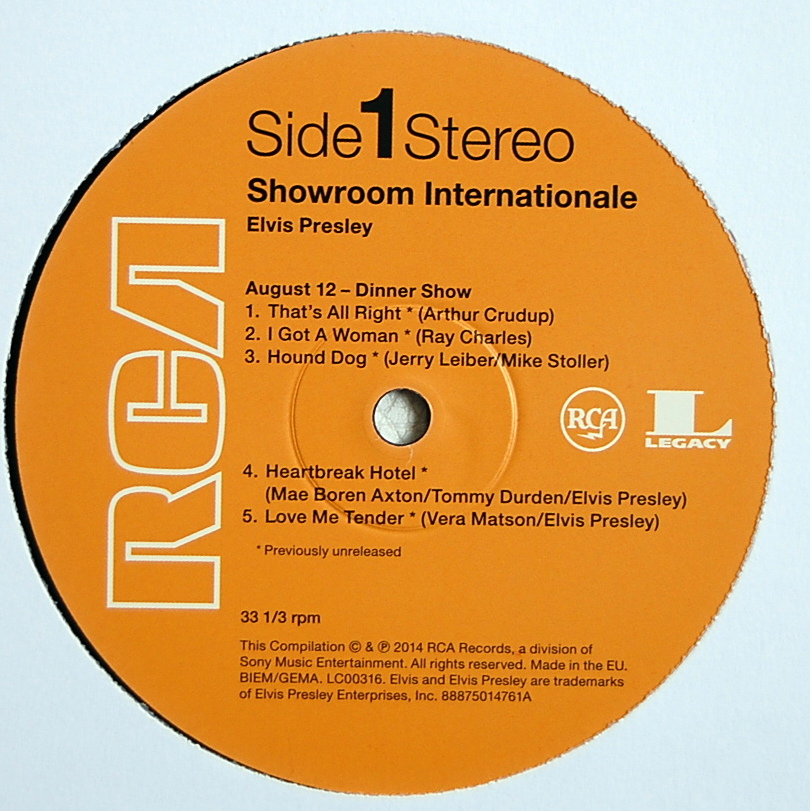 Side 1 Stereo
Showroom Internationale
Elvis Presley
RCA
August 12 – Dinner Show
1. That's All Right * (Arthur Crudup)
2. I Got A Woman * (Ray Charles)
3. Hound Dog * (Jerry Leiber/Mike Stoller)
RCA
L
LEGACY
4. Heartbreak Hotel *
(Mae Boren Axton/Tommy Durden/Elvis Presley)
5. Love Me Tender * (Vera Matson/Elvis Presley)
* Previously unreleased
33 1/3 rpm
This Compilation © & ℗ 2014 RCA Records, a division of
Sony Music Entertainment. All rights reserved. Made in the EU.
BIEM/GEMA. LC00316. Elvis and Elvis Presley are trademarks
of Elvis Presley Enterprises, Inc. 88875014761A